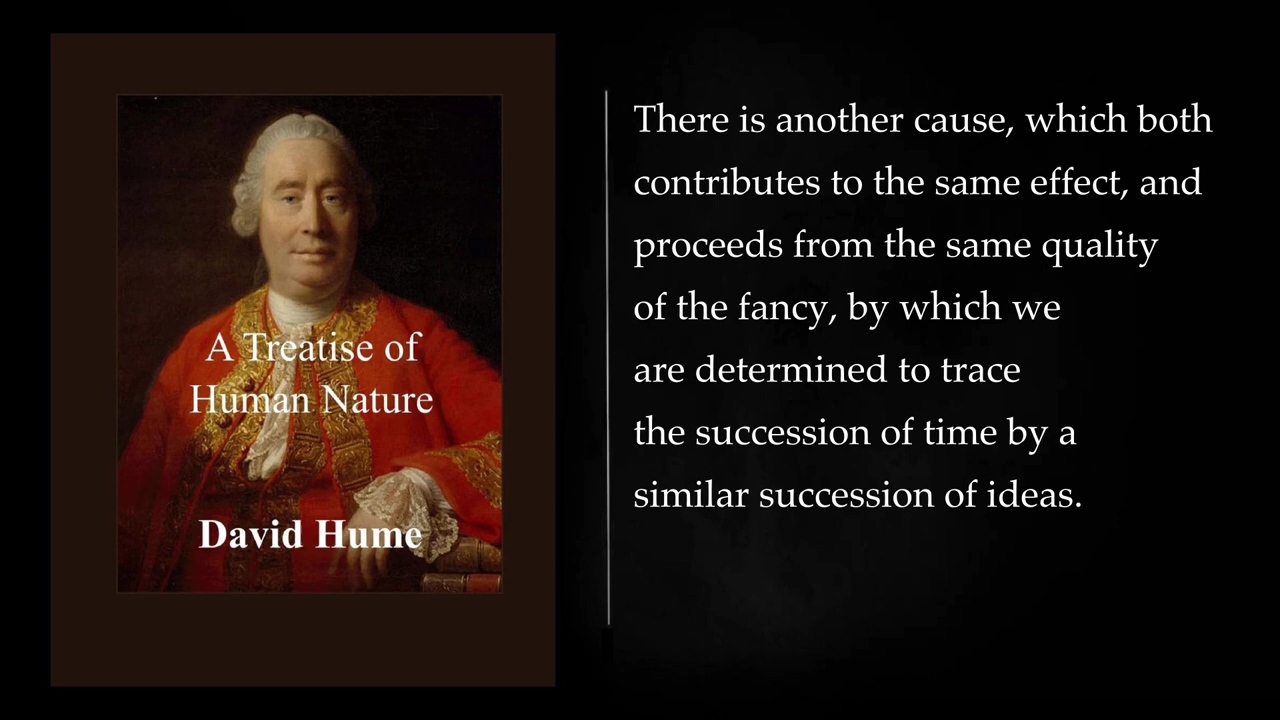 A Treatise of
Human Nature
David Hume
There is another cause, which both
contributes to the same effect, and
proceeds from the same quality
of the fancy, by which we
are determined to trace
the succession of time by a
similar succession of ideas.